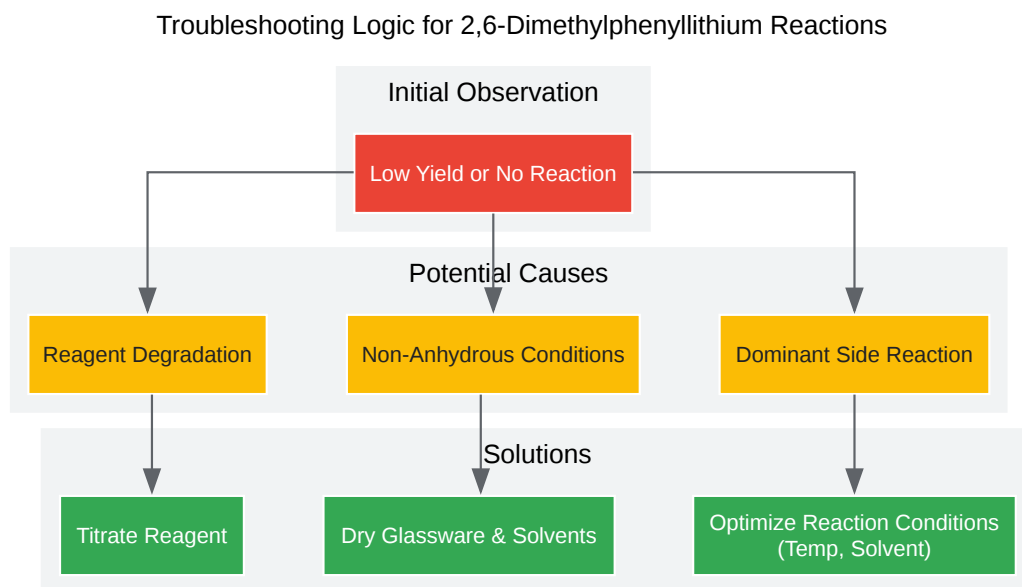 Troubleshooting Logic for 2,6-Dimethylphenyllithium Reactions
Initial Observation
Low Yield or No Reaction
Potential Causes
Reagent Degradation
Non-Anhydrous Conditions
Dominant Side Reaction
Solutions
Titrate Reagent
Dry Glassware & Solvents
Optimize Reaction Conditions
(Temp, Solvent)